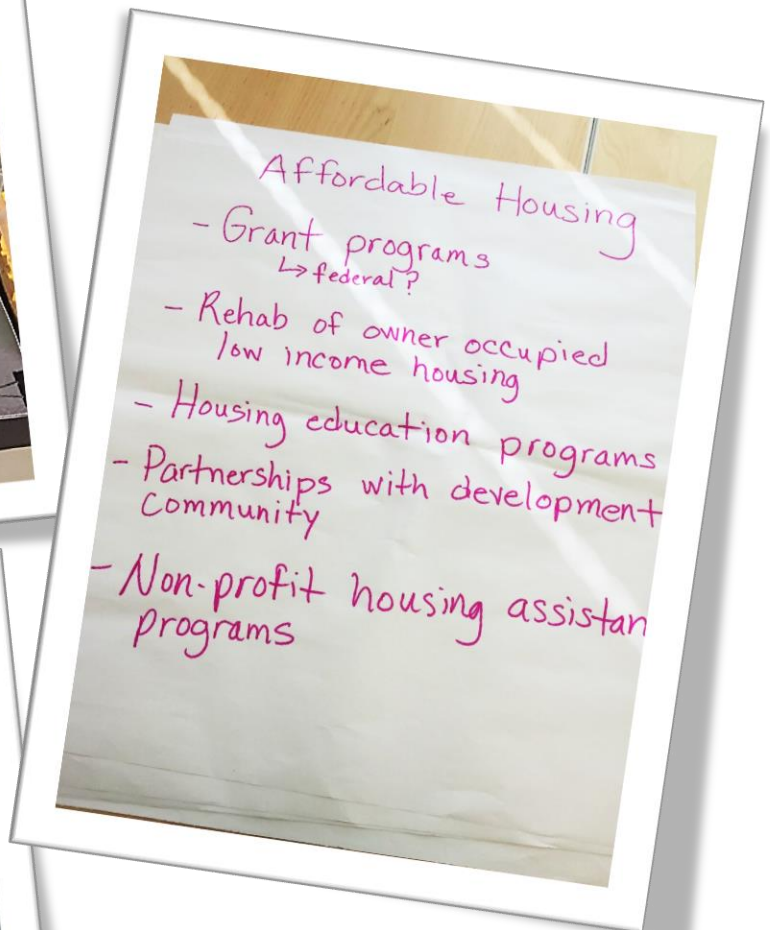 Affordable Housing
- Grant programs
↳ federal?
- Rehab of owner occupied
low income housing
- Housing education programs
- Partnerships with development
Community
- Non-profit housing assistan
programs